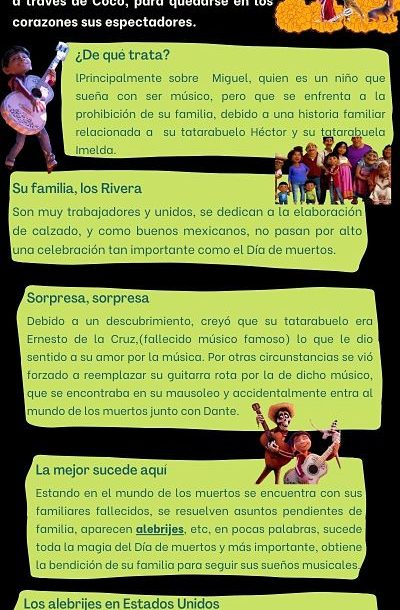 a través de Coco, para quedarse en los
corazones sus espectadores.
¿De qué trata?
lPrincipalmente sobre Miguel, quien es un niño que
sueña con ser músico, pero que se enfrenta a la
prohibición de su familia, debido a una historia familiar
relacionada a su tatarabuelo Héctor y su tatarabuela
Imelda.
Su familia, los Rivera
Son muy trabajadores y unidos, se dedican a la elaboración
de calzado, y como buenos mexicanos, no pasan por alto
una celebración tan importante como el Día de muertos.
Sorpresa, sorpresa
Debido a un descubrimiento, creyó que su tatarabuelo era
Ernesto de la Cruz,(fallecido músico famoso) lo que le dio
sentido a su amor por la música. Por otras circunstancias se vió
forzado a reemplazar su guitarra rota por la de dicho músico,
que se encontraba en su mausoleo y accidentalmente entra al
mundo de los muertos junto con Dante.
La mejor sucede aquí
Estando en el mundo de los muertos se encuentra con sus
familiares fallecidos, se resuelven asuntos pendientes de
familia, aparecen alebrijes, etc, en pocas palabras, sucede
toda la magia del Día de muertos y más importante, obtiene
la bendición de su familia para seguir sus sueños musicales.
Los alebrijes en Estados Unidos